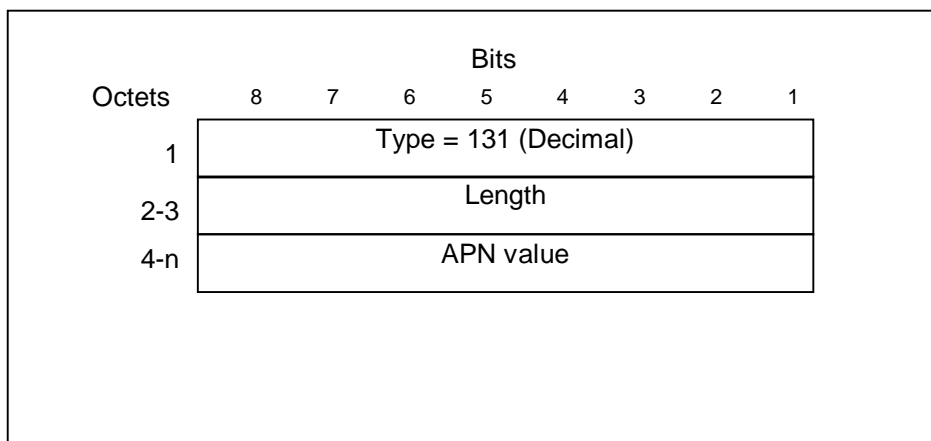 Bits
Octets 8 7 6 5 4 3 2 1
1 Type = 131 (Decimal)
2-3 Length
4-n APN value